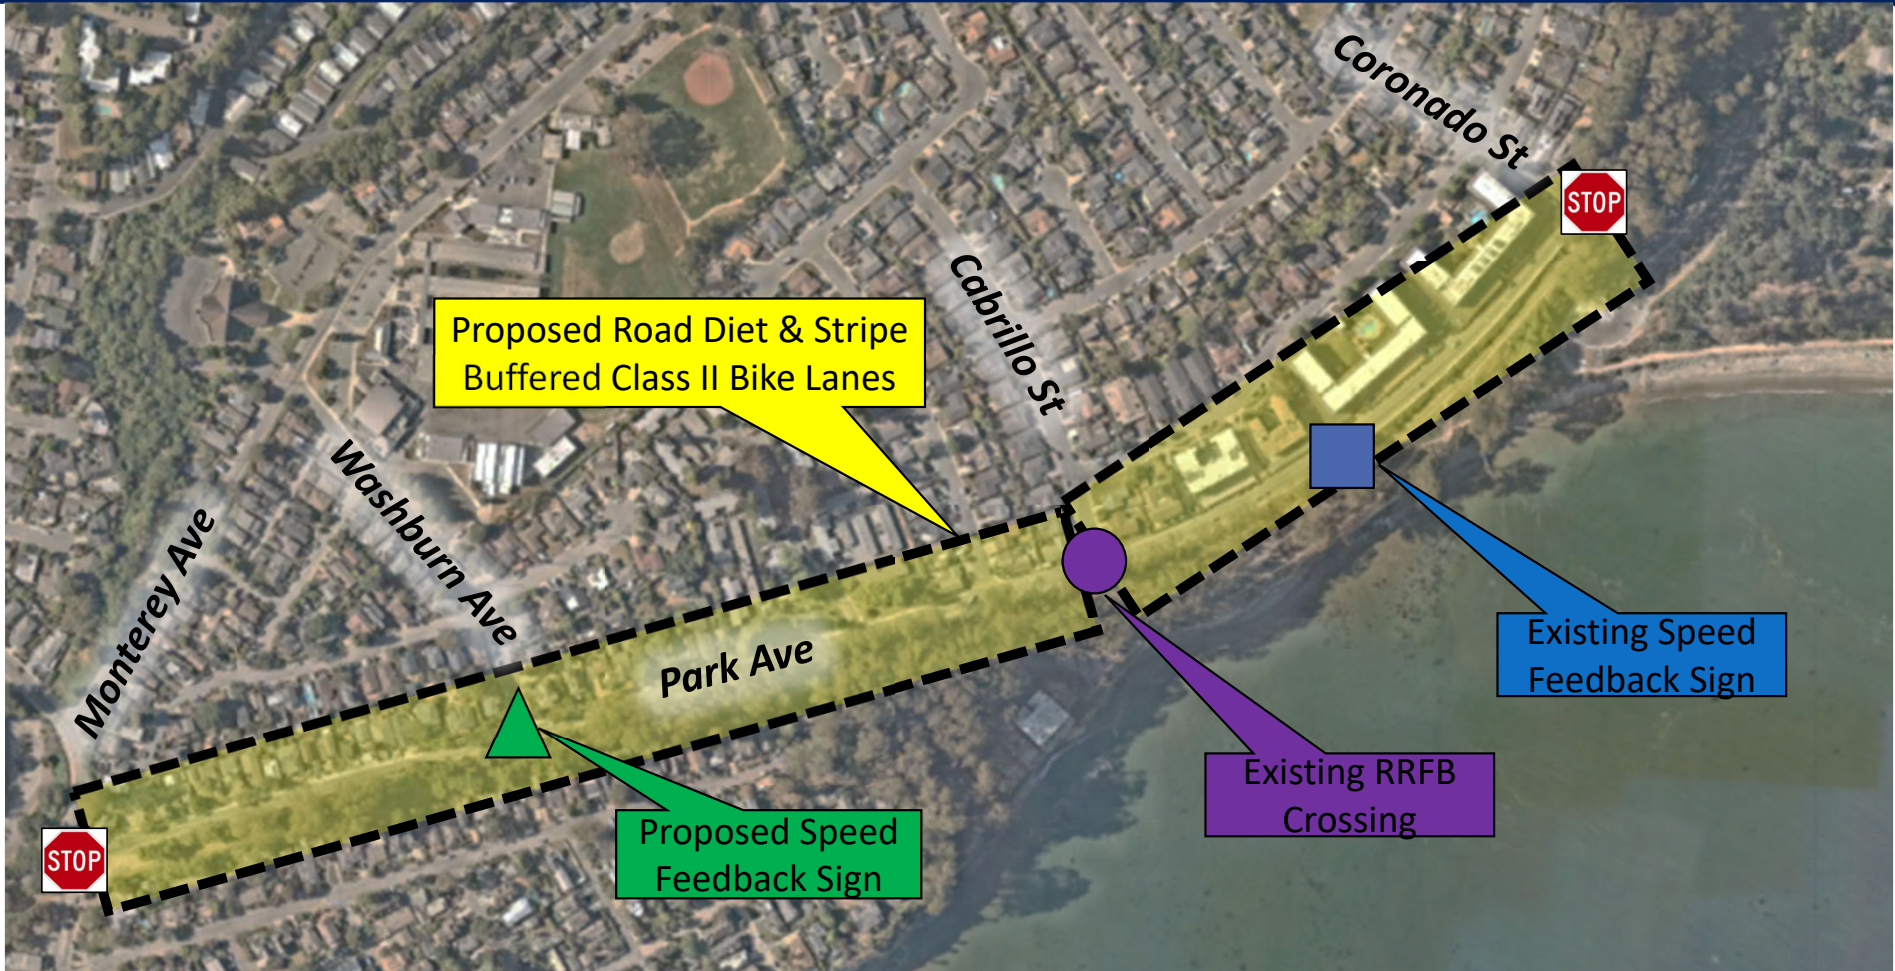 Coronado St
STOP
Cabrillo St
Proposed Road Diet & Stripe
Buffered Class II Bike Lanes
Washburn Ave
Monterey Ave
Park Ave
Existing Speed
Feedback Sign
Existing RRFB
Crossing
Proposed Speed
Feedback Sign
STOP